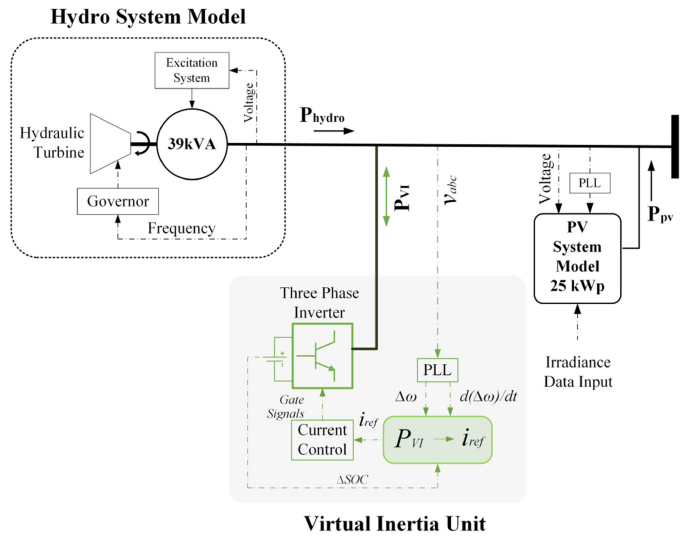 Hydro System Model
Excitation
System
Voltage
P_hydro
Hydraulic
Turbine
39kVA
Governor
Frequency
P_VI
v_abc
Voltage
PLL
P_pv
PV
System
Model
25 kWp
Three Phase
Inverter
Irradiance
Data Input
PLL
Δω
d(Δω)/dt
Gate
Signals
Current
Control
i_ref
P_VI
i_ref
ΔSOC
Virtual Inertia Unit